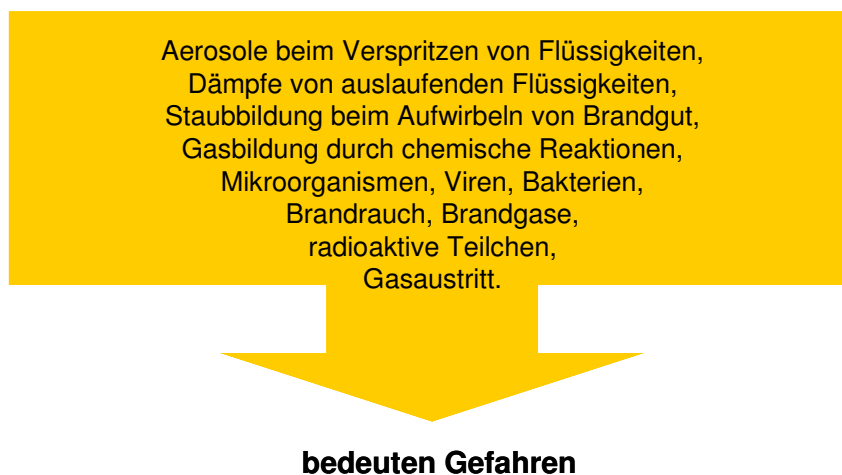 Aerosole beim Verspritzen von Flüssigkeiten,
Dämpfe von auslaufenden Flüssigkeiten,
Staubbildung beim Aufwirbeln von Brandgut,
Gasbildung durch chemische Reaktionen,
Mikroorganismen, Viren, Bakterien,
Brandrauch, Brandgase,
radioaktive Teilchen,
Gasaustritt.
bedeuten Gefahren